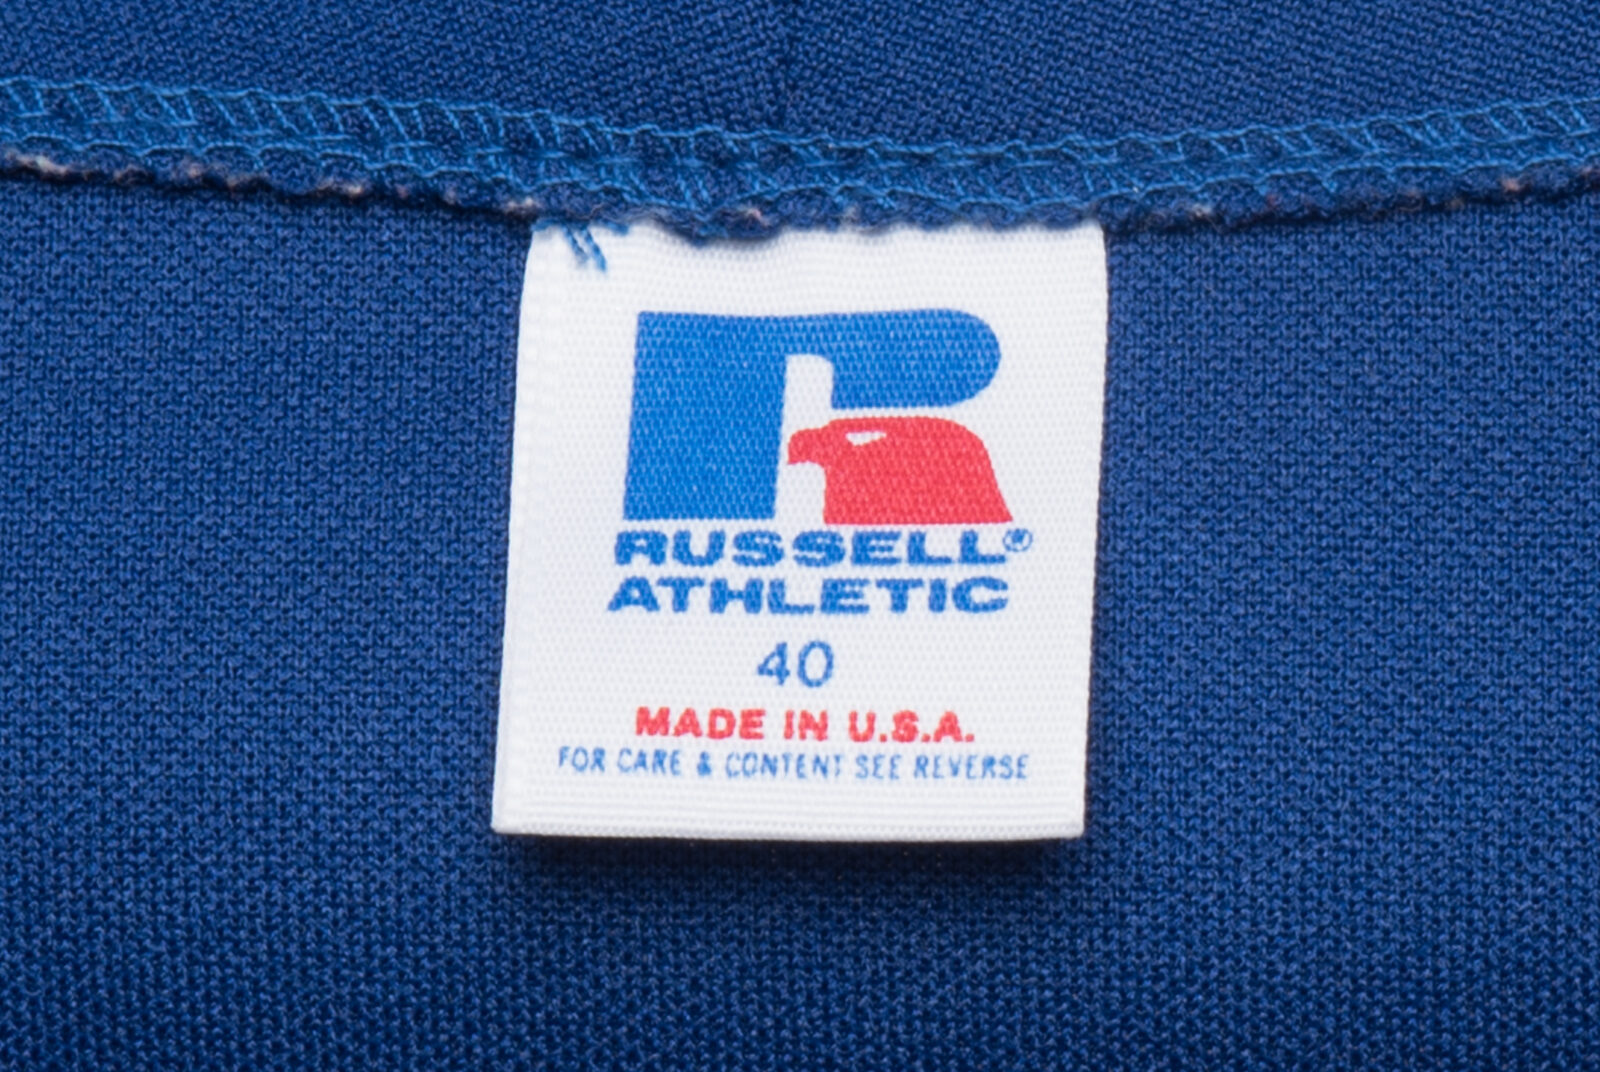 RUSSELL®
ATHLETIC
40
MADE IN U.S.A.
FOR CARE & CONTENT SEE REVERSE